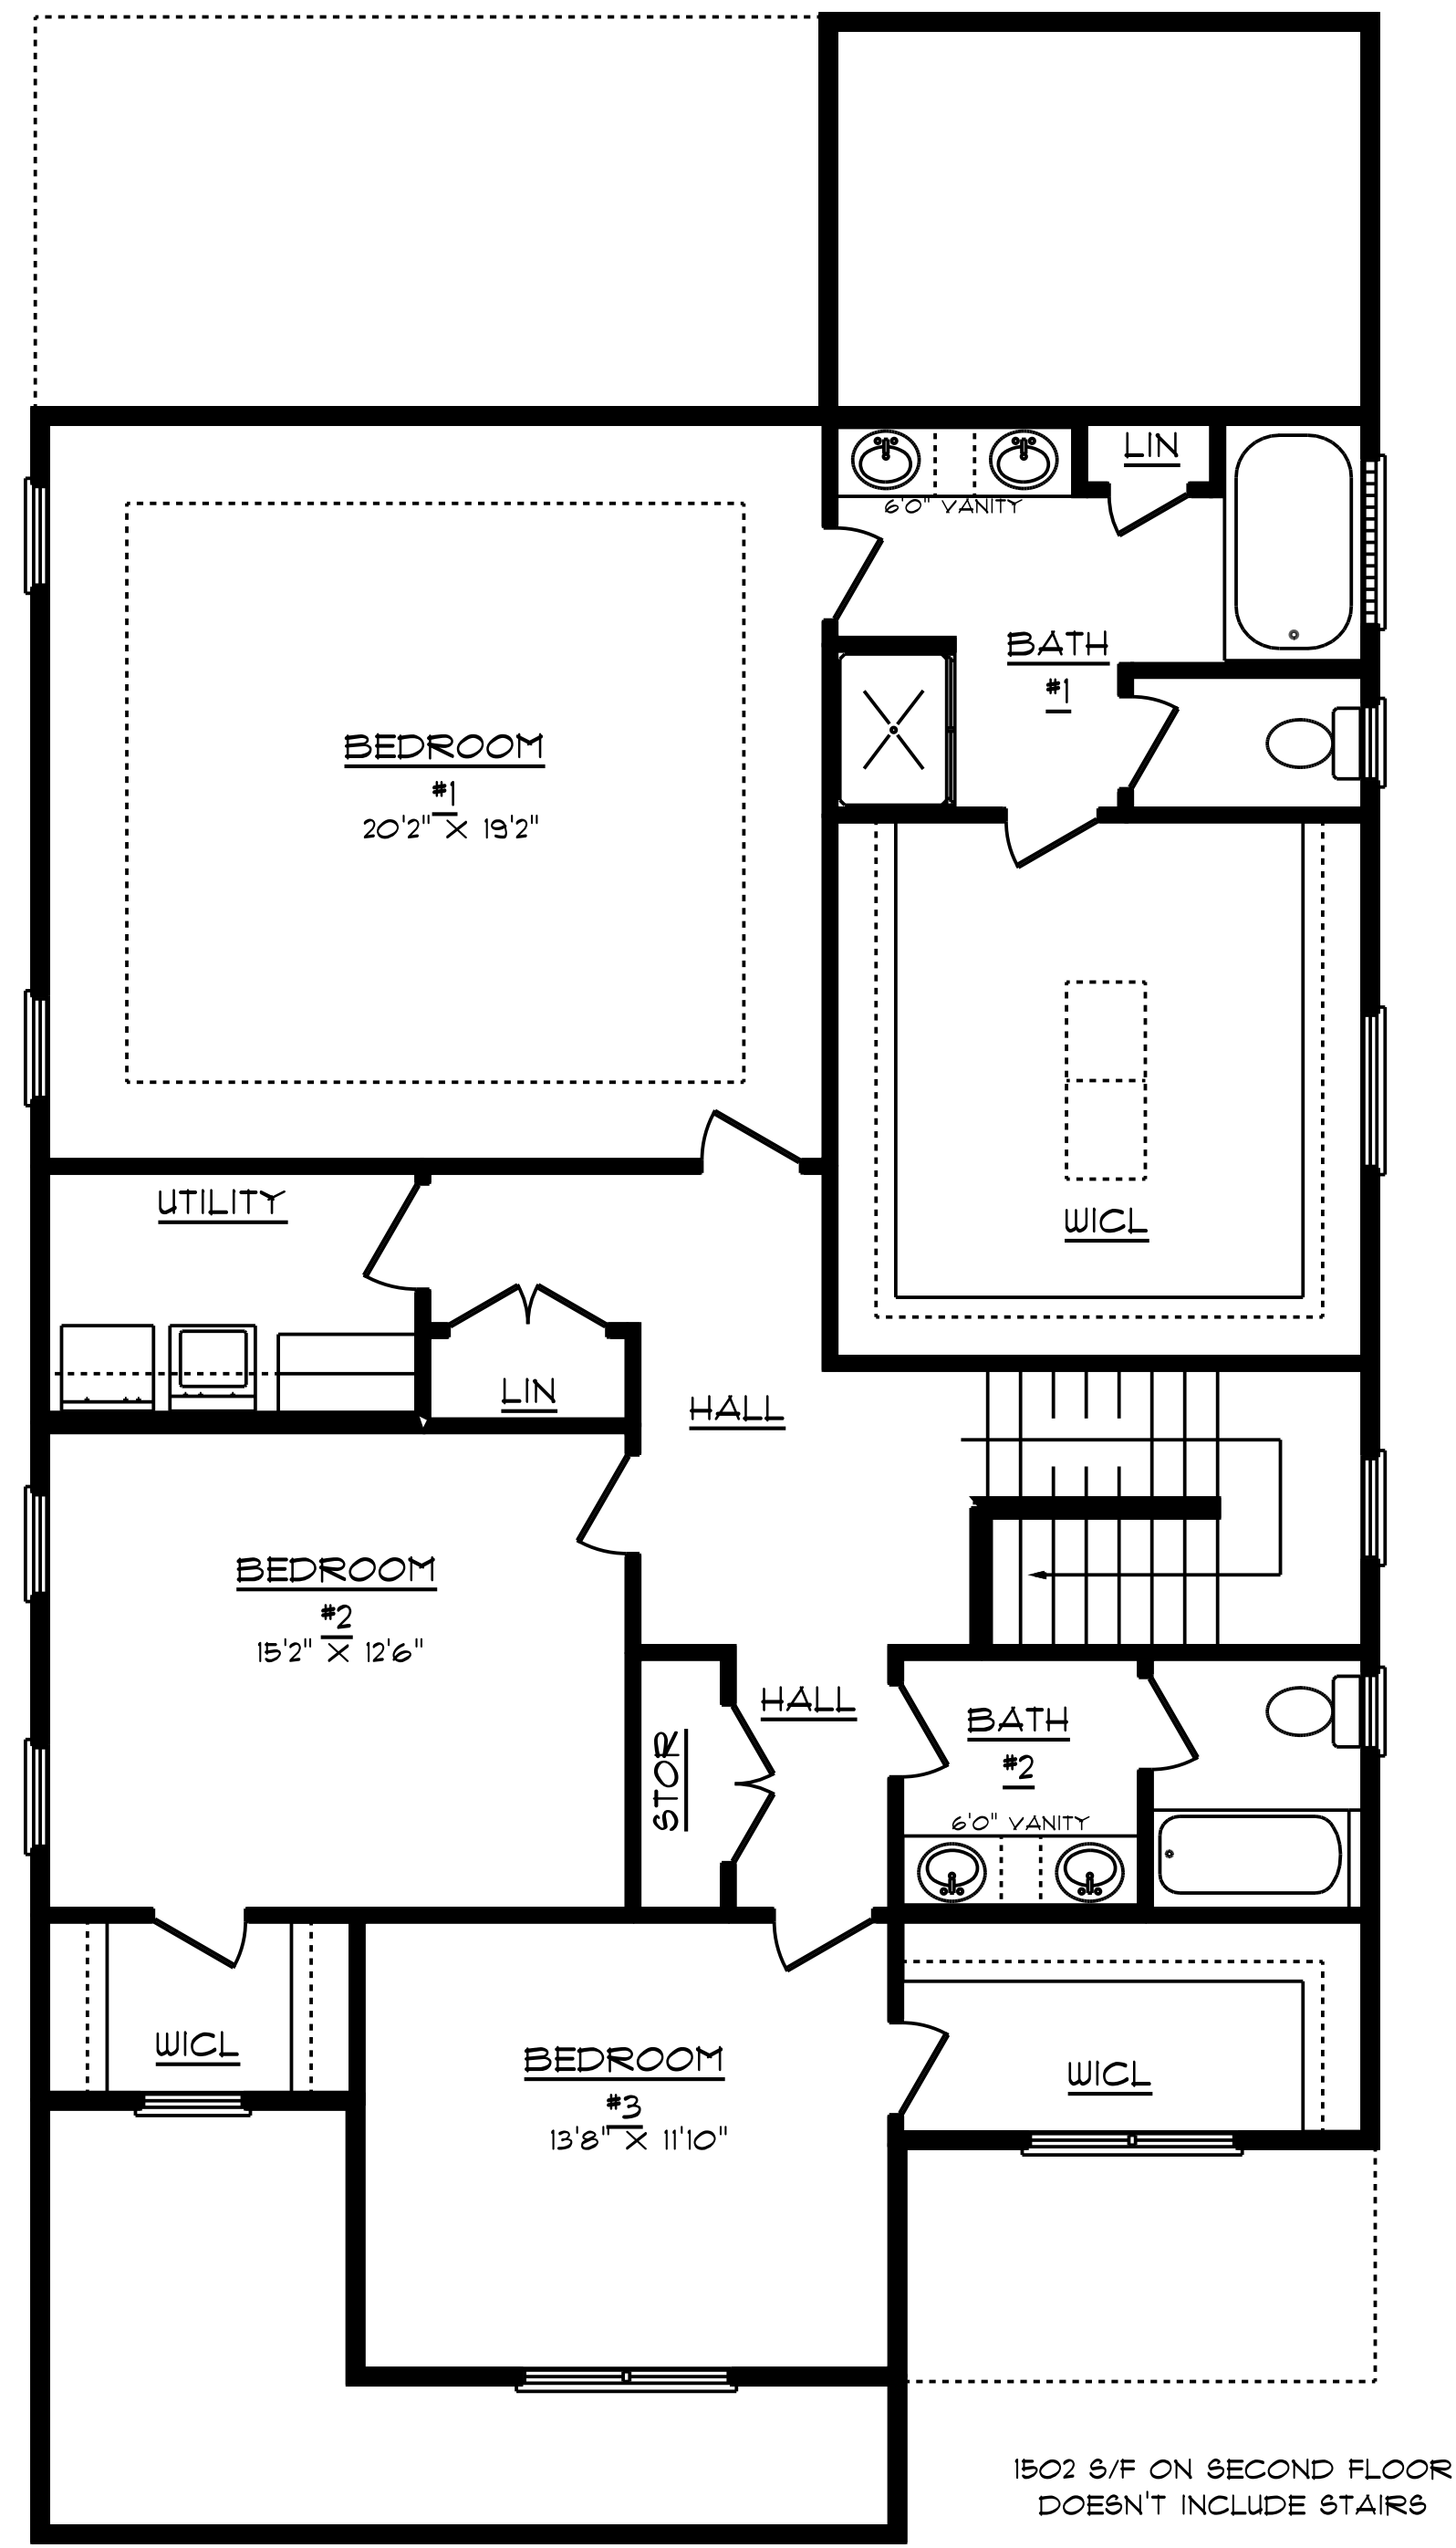 LIN
6'0" VANITY
BATH
#1
BEDROOM
#1
20'2" X 19'2"
UTILITY
WICL
LIN
HALL
BEDROOM
#2
15'2" X 12'6"
HALL
STOR
BATH
#2
6'0" VANITY
WICL
BEDROOM
#3
13'8" X 11'10"
WICL
1502 S/F ON SECOND FLOOR
DOESN'T INCLUDE STAIRS